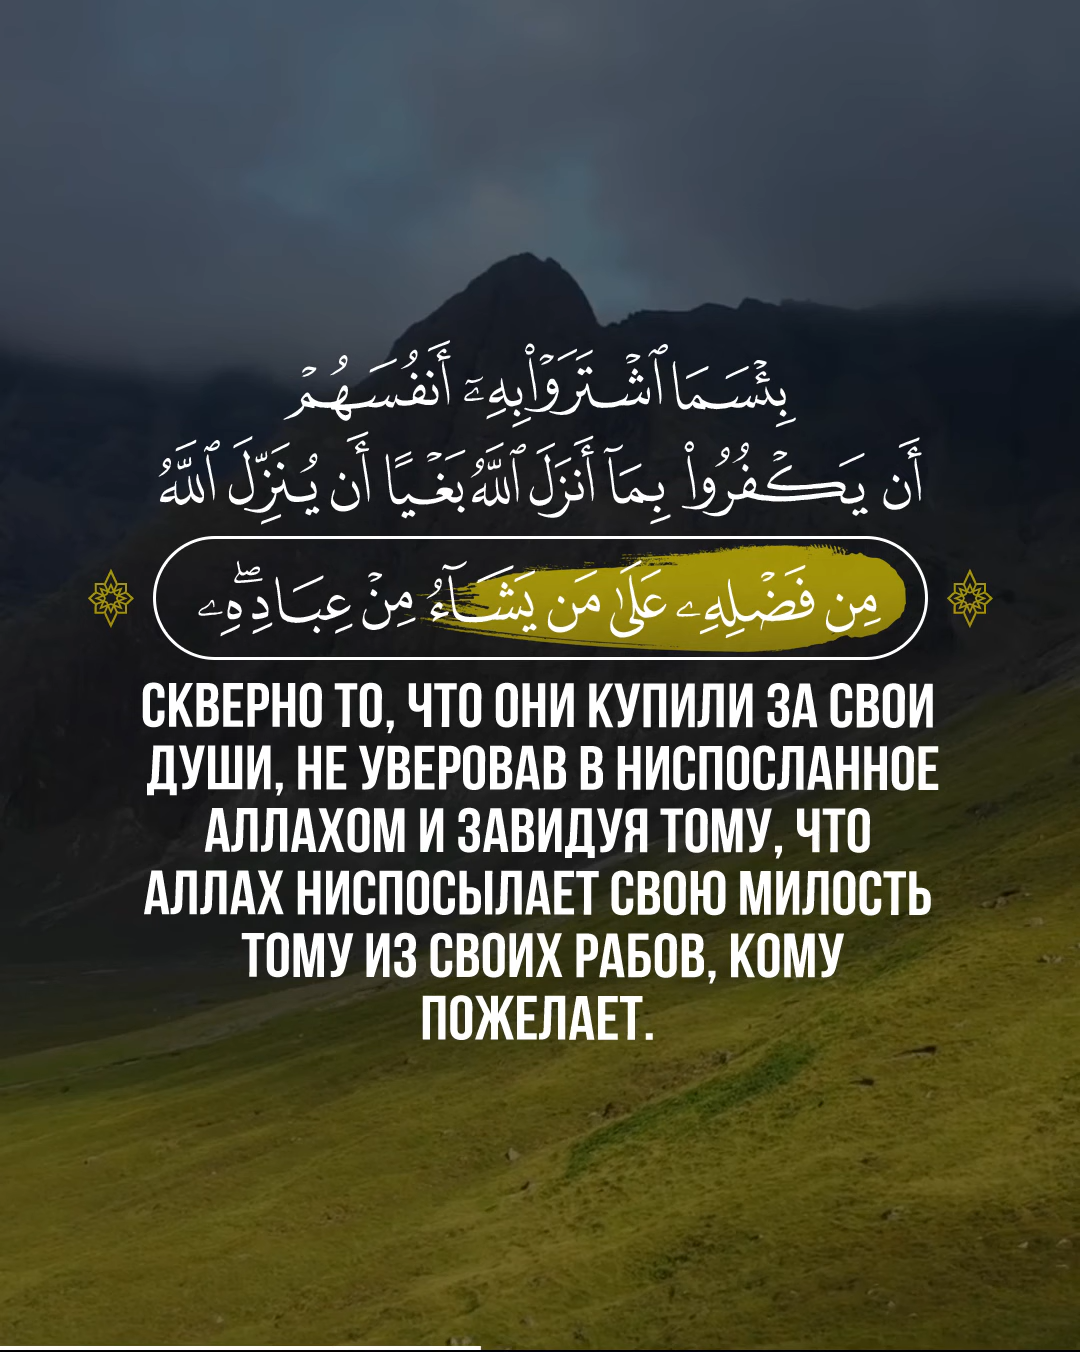 بِئۡسَمَا ٱشۡتَرَوۡاْ بِهِۦٓ أَنفُسَهُمۡ
أَن يَكۡفُرُواْ بِمَآ أَنزَلَ ٱللَّهُ بَغۡيًا أَن يُنَزِّلَ ٱللَّهُ
مِن فَضۡلِهِۦ عَلَىٰ مَن يَشَآءُ مِنۡ عِبَادِهِۦۖ
СКВЕРНО ТО, ЧТО ОНИ КУПИЛИ ЗА СВОИ
ДУШИ, НЕ УВЕРОВАВ В НИСПОСЛАННОЕ
АЛЛАХОМ И ЗАВИДУЯ ТОМУ, ЧТО
АЛЛАХ НИСПОСЫЛАЕТ СВОЮ МИЛОСТЬ
ТОМУ ИЗ СВОИХ РАБОВ, КОМУ
ПОЖЕЛАЕТ.